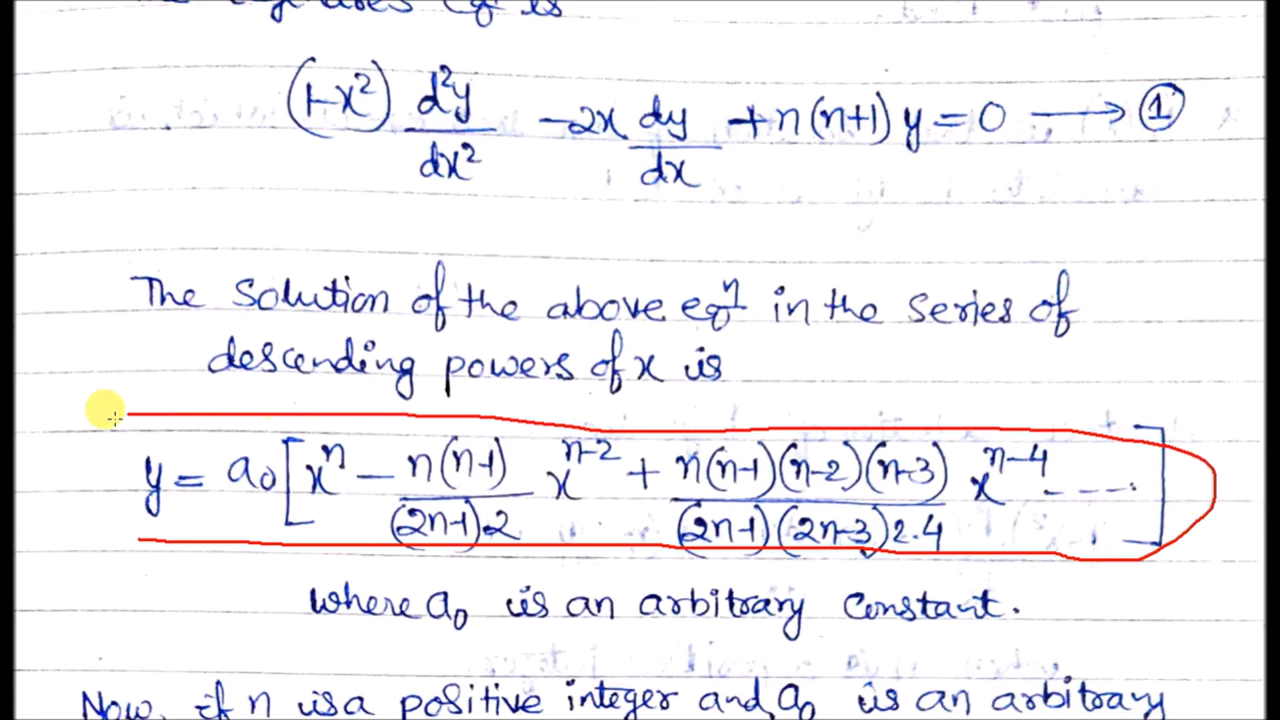 (1-x²) d²y/dx² -2x dy/dx + n(n+1) y = 0 → ①
The Solution of the above eqⁿ in the series of
descending powers of x is
y = a₀ [xⁿ - n(n-1)/(2n-1)2 xⁿ⁻² + n(n-1)(n-2)(n-3)/(2n-1)(2n-3)2.4 xⁿ⁻⁴ ----·]
where a₀ is an arbitrary constant.
Now, if n is a positive integer and a₀ is an arbitrary